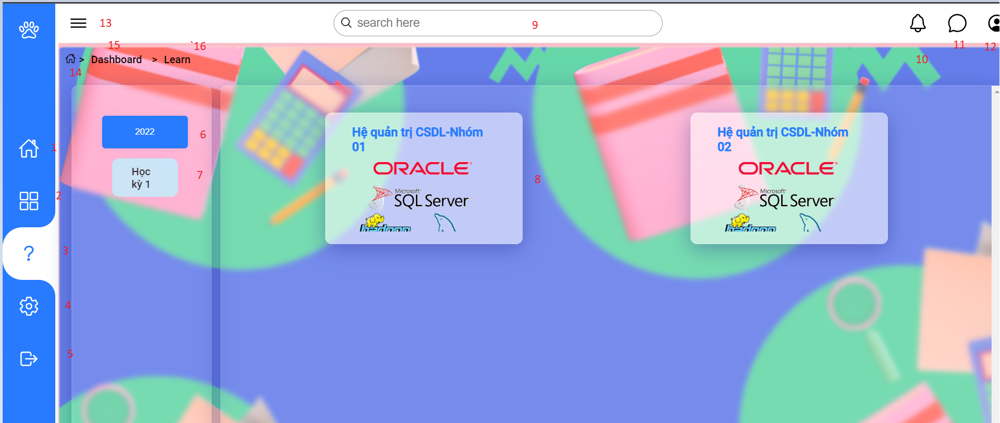 13
search here
9
15
`16
11
12
> Dashboard > Learn
10
14
2022
6
1
Học
kỳ 1
7
2
3
4
5
Hệ quản trị CSDL-Nhóm
01
ORACLE®
Microsoft®
SQL Server
hadoop
8
Hệ quản trị CSDL-Nhóm
02
ORACLE®
Microsoft®
SQL Server
hadoop
?